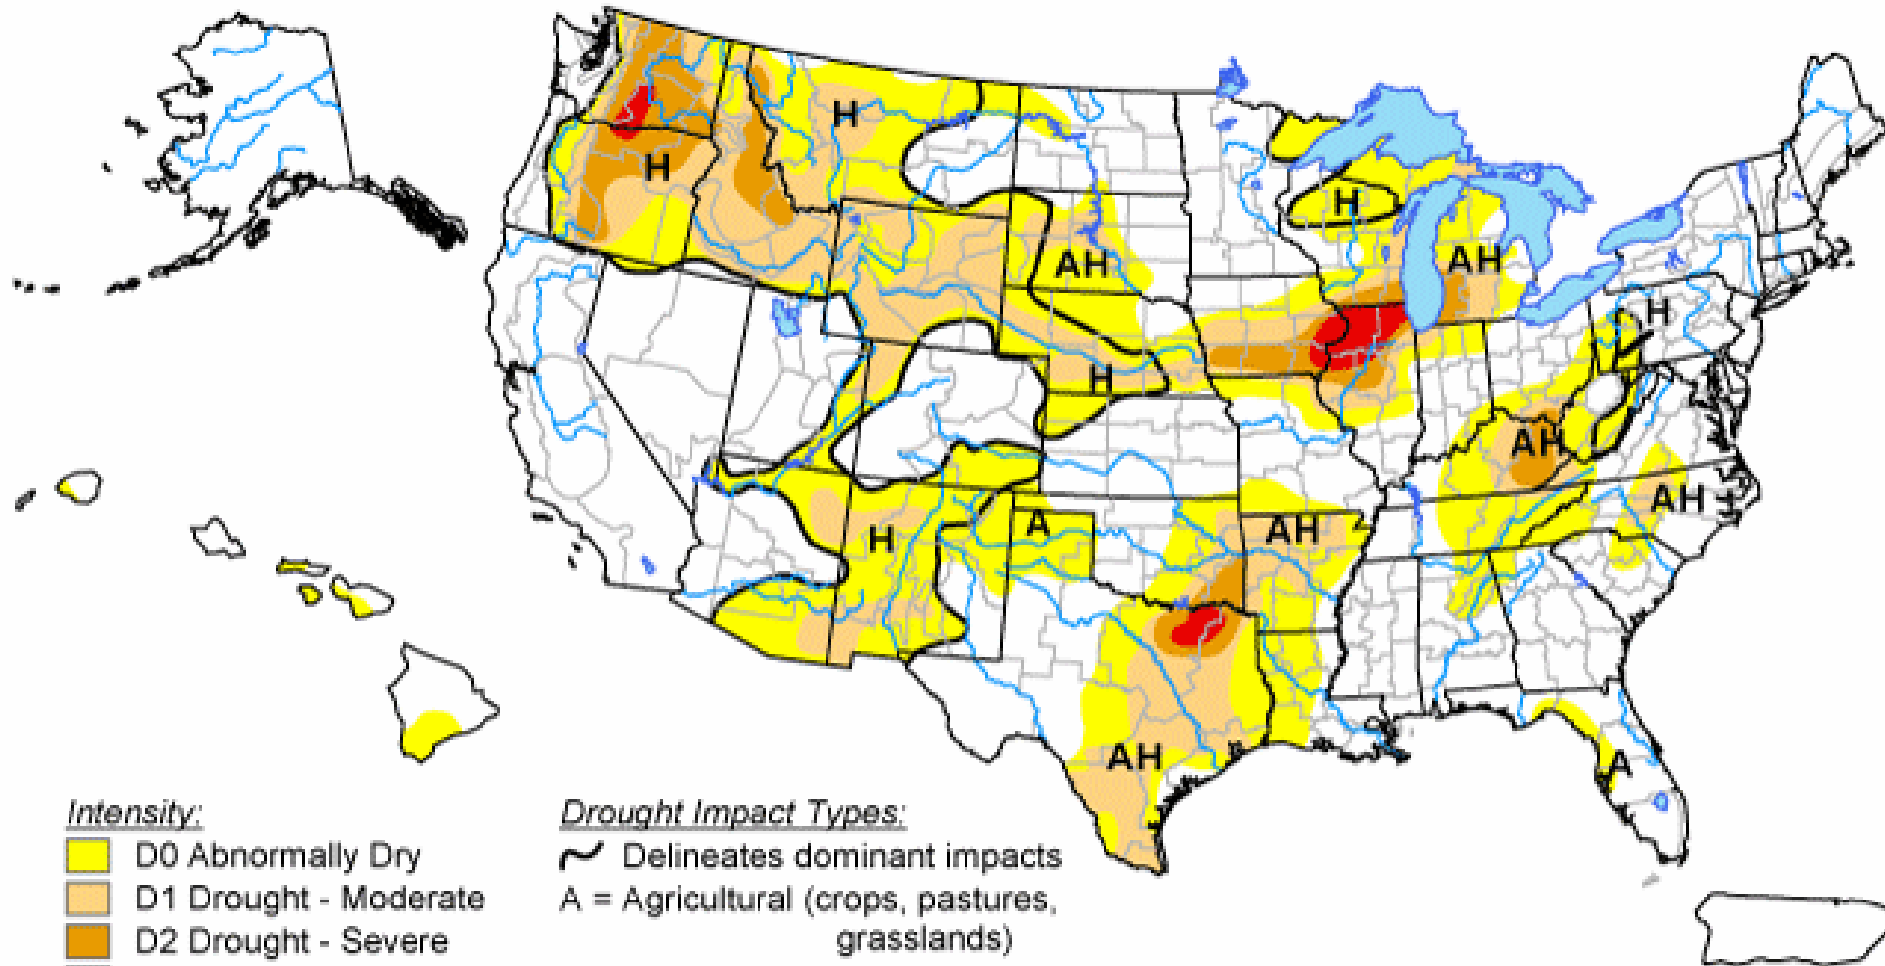 H
H
H
AH
AH
H
H
AH
H
A
AH
AH
AH
A
Intensity:
D0 Abnormally Dry
D1 Drought - Moderate
D2 Drought - Severe
Drought Impact Types:
Delineates dominant impacts
A = Agricultural (crops, pastures,
grasslands)